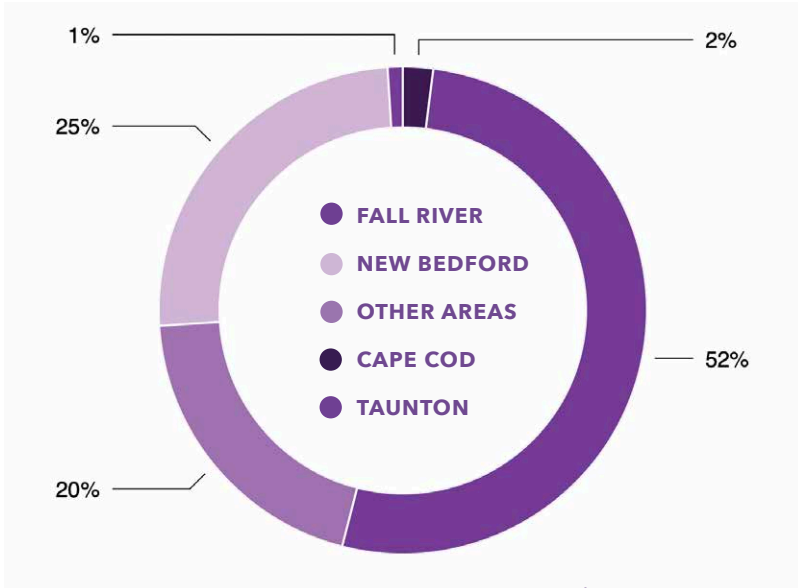 1%
2%
25%
FALL RIVER
NEW BEDFORD
OTHER AREAS
CAPE COD
TAUNTON
52%
20%